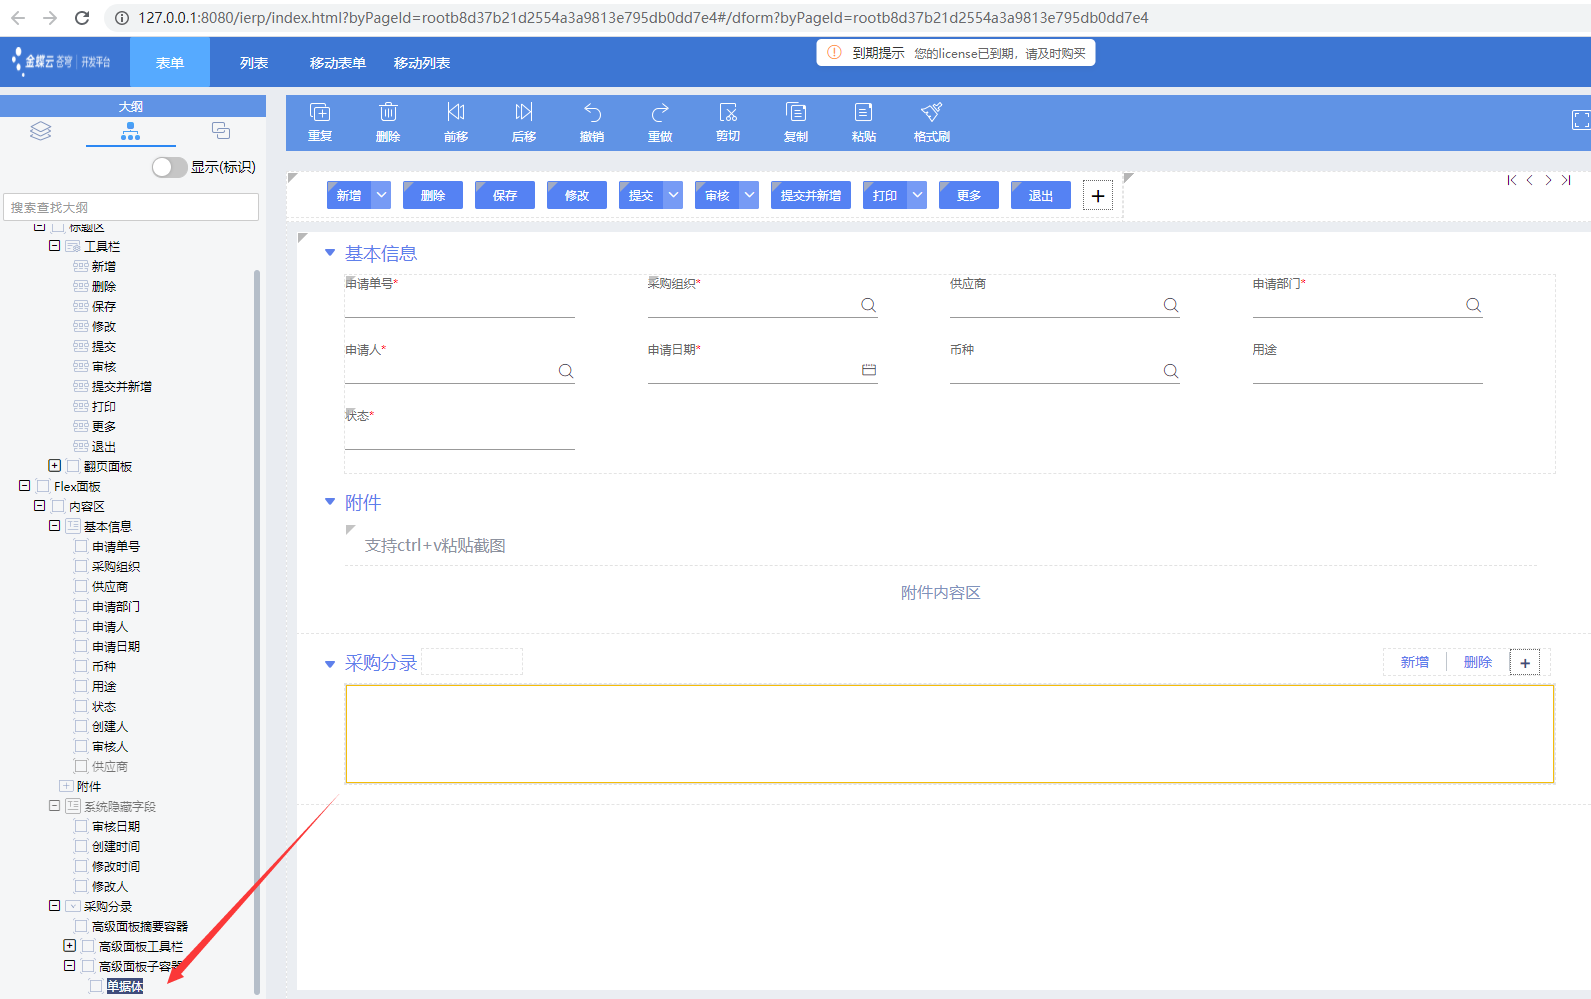 127.0.0.1:8080/ierp/index.html?byPageId=rootb8d37b21d2554a3a9813e795db0dd7e4#/dform?byPageId=rootb8d37b21d2554a3a9813e795db0dd7e4
金蝶云 苍穹 | 开发平台
表单 列表 移动表单 移动列表
到期提示 您的license已到期，请及时购买
大纲
显示(标识)
搜索查找大纲
标题区
工具栏
新增
删除
保存
修改
提交
审核
提交并新增
打印
更多
退出
翻页面板
Flex面板
内容区
基本信息
申请单号
采购组织
供应商
申请部门
申请人
申请日期
币种
用途
状态
创建人
审核人
供应商
附件
系统隐藏字段
审核日期
创建时间
修改时间
修改人
采购分录
高级面板摘要容器
高级面板工具栏
高级面板子容器
单据体
重复 删除 前移 后移 撤销 重做 剪切 复制 粘贴 格式刷
新增 删除 保存 修改 提交 审核 提交并新增 打印 更多 退出 +
基本信息
申请单号* 采购组织* 供应商 申请部门*
申请人* 申请日期* 币种 用途
状态*
附件
支持ctrl+v粘贴截图
附件内容区
采购分录 新增 删除 +